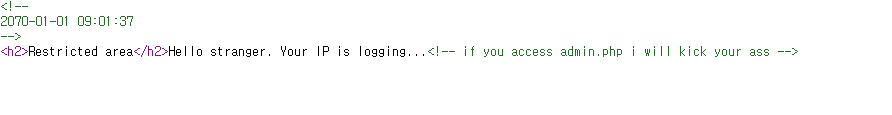 <!--
2070-01-01 09:01:37
-->
<h2>Restricted area</h2>Hello stranger. Your IP is logging...<!-- if you access admin.php i will kick your ass -->